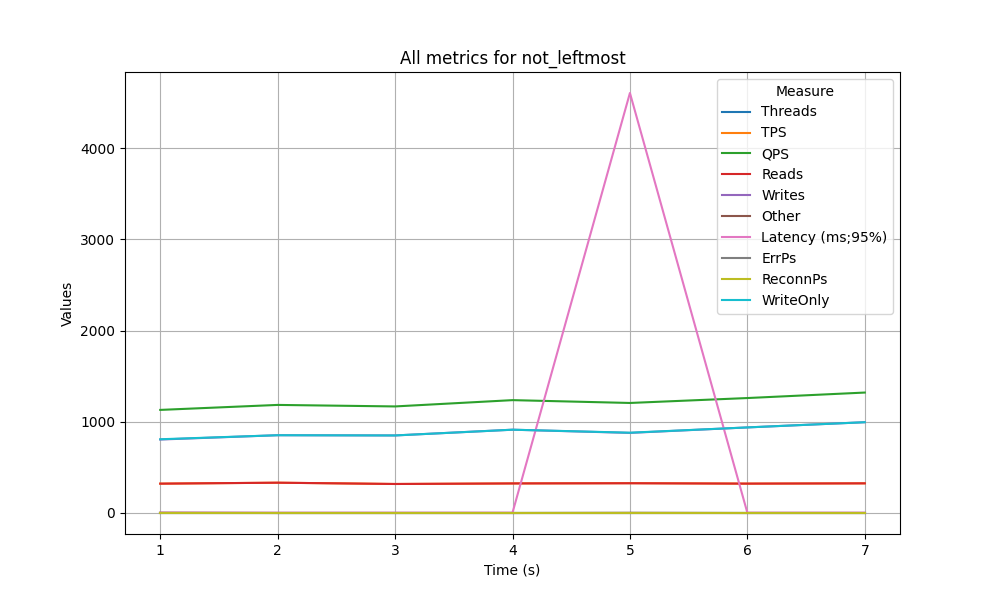 All metrics for not_leftmost
Values
4000
3000
2000
1000
0
Measure
Threads
TPS
QPS
Reads
Writes
Other
Latency (ms;95%)
ErrPs
ReconnPs
WriteOnly
1 2 3 4 5 6 7
Time (s)